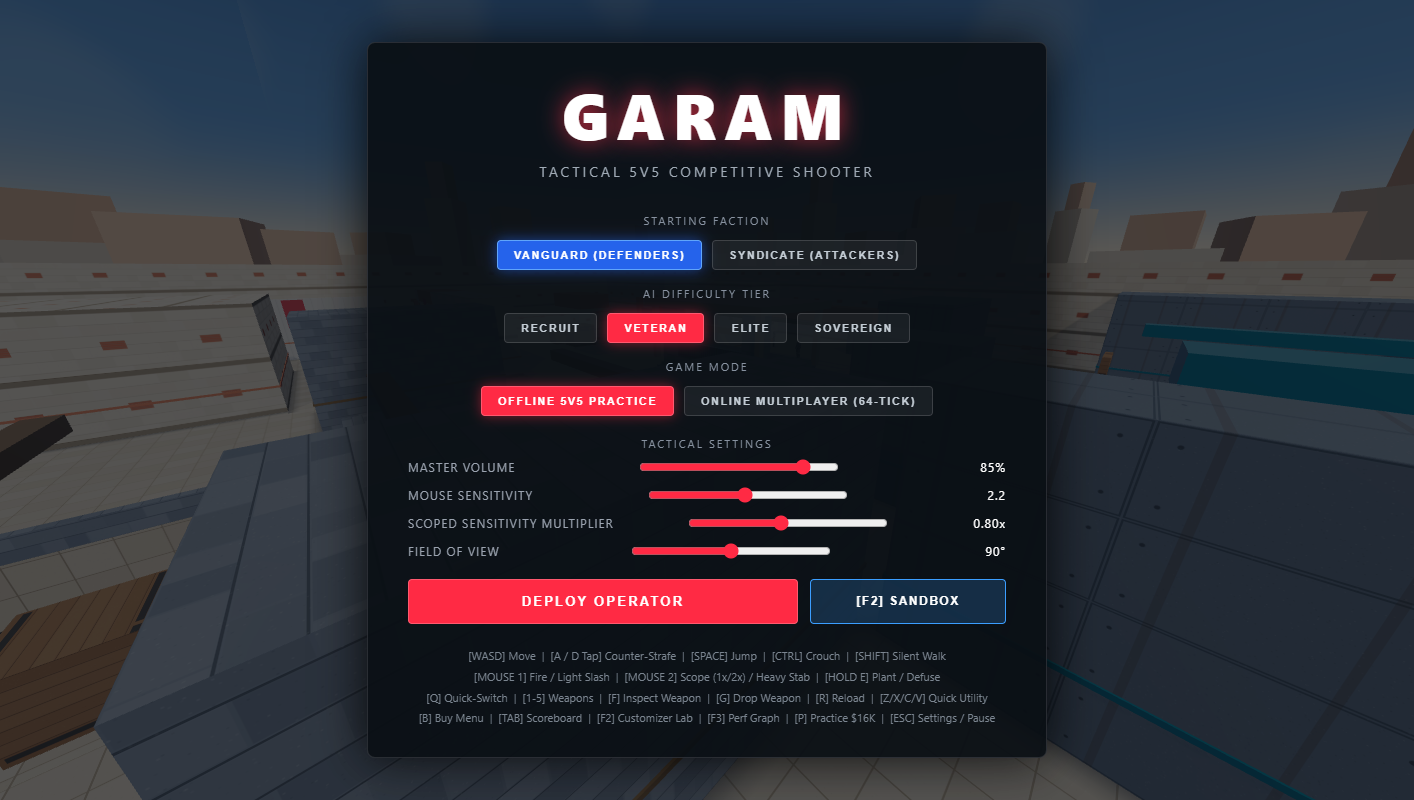 GARAM
TACTICAL 5V5 COMPETITIVE SHOOTER
STARTING FACTION
VANGUARD (DEFENDERS) SYNDICATE (ATTACKERS)
AI DIFFICULTY TIER
RECRUIT VETERAN ELITE SOVEREIGN
GAME MODE
OFFLINE 5V5 PRACTICE ONLINE MULTIPLAYER (64-TICK)
TACTICAL SETTINGS
MASTER VOLUME 85%
MOUSE SENSITIVITY 2.2
SCOPED SENSITIVITY MULTIPLIER 0.80x
FIELD OF VIEW 90°
DEPLOY OPERATOR [F2] SANDBOX
[WASD] Move | [A / D Tap] Counter-Strafe | [SPACE] Jump | [CTRL] Crouch | [SHIFT] Silent Walk
[MOUSE 1] Fire / Light Slash | [MOUSE 2] Scope (1x/2x) / Heavy Stab | [HOLD E] Plant / Defuse
[Q] Quick-Switch | [1-5] Weapons | [F] Inspect Weapon | [G] Drop Weapon | [R] Reload | [Z/X/C/V] Quick Utility
[B] Buy Menu | [TAB] Scoreboard | [F2] Customizer Lab | [F3] Perf Graph | [P] Practice $16K | [ESC] Settings / Pause